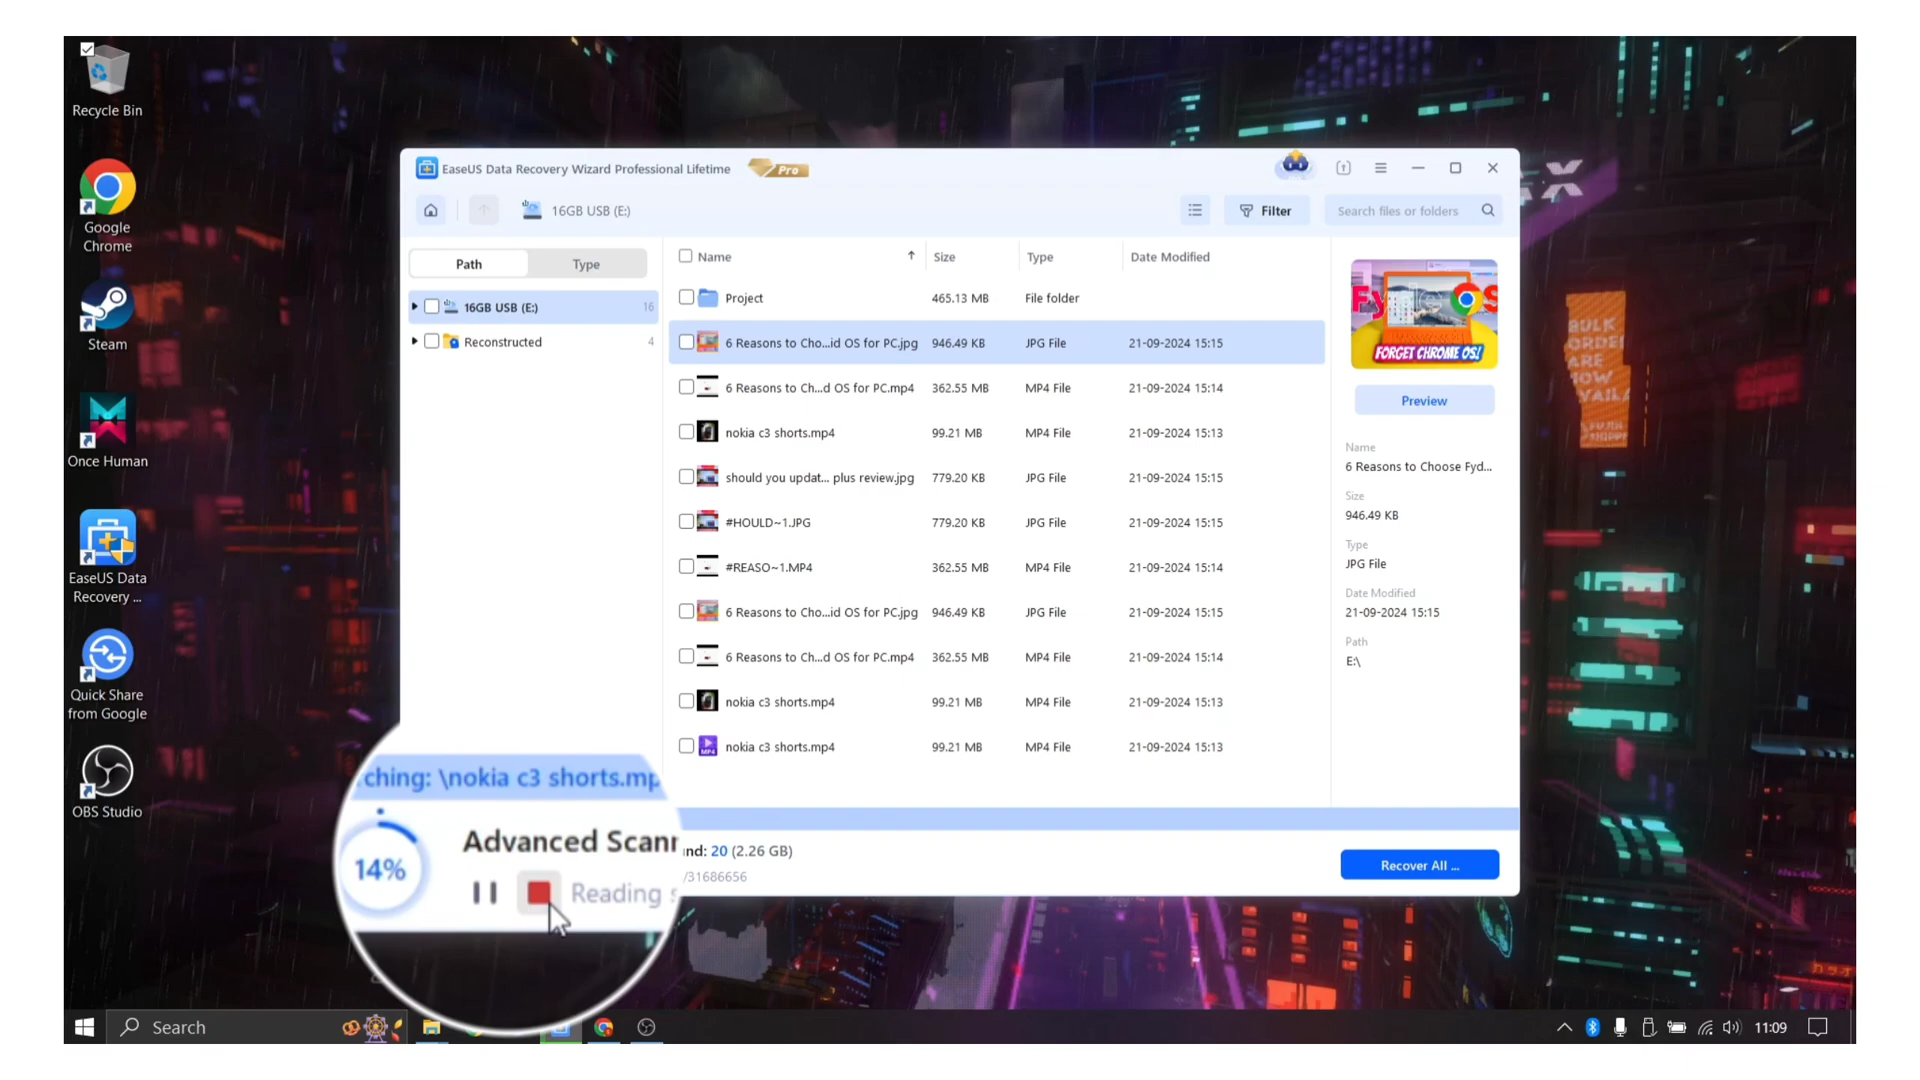 Recycle Bin
Google
Chrome
Steam
Once Human
EaseUS Data
Recovery ...
Quick Share
from Google
OBS Studio
EaseUS Data Recovery Wizard Professional Lifetime
Pro
16GB USB (E:)
Filter
Search files or folders
Path Type
16GB USB (E:) 16
Reconstructed 4
Name Size Type Date Modified
Project 465.13 MB File folder
6 Reasons to Cho...id OS for PC.jpg 946.49 KB JPG File 21-09-2024 15:15
6 Reasons to Ch...d OS for PC.mp4 362.55 MB MP4 File 21-09-2024 15:14
nokia c3 shorts.mp4 99.21 MB MP4 File 21-09-2024 15:13
should you updat... plus review.jpg 779.20 KB JPG File 21-09-2024 15:15
#HOULD~1.JPG 779.20 KB JPG File 21-09-2024 15:15
#REASO~1.MP4 362.55 MB MP4 File 21-09-2024 15:14
6 Reasons to Cho...id OS for PC.jpg 946.49 KB JPG File 21-09-2024 15:15
6 Reasons to Ch...d OS for PC.mp4 362.55 MB MP4 File 21-09-2024 15:14
nokia c3 shorts.mp4 99.21 MB MP4 File 21-09-2024 15:13
MP4 nokia c3 shorts.mp4 99.21 MB MP4 File 21-09-2024 15:13
FORGET CHROME OS!
Preview
Name
6 Reasons to Choose Fyd...
Size
946.49 KB
Type
JPG File
Date Modified
21-09-2024 15:15
Path
E:\
ching: \nokia c3 shorts.mp
Advanced Scann
14%
Reading s
nd: 20 (2.26 GB)
/31686656
Recover All ...
BULK
ORDER
ARE
NOW
AVAIL
Search
11:09